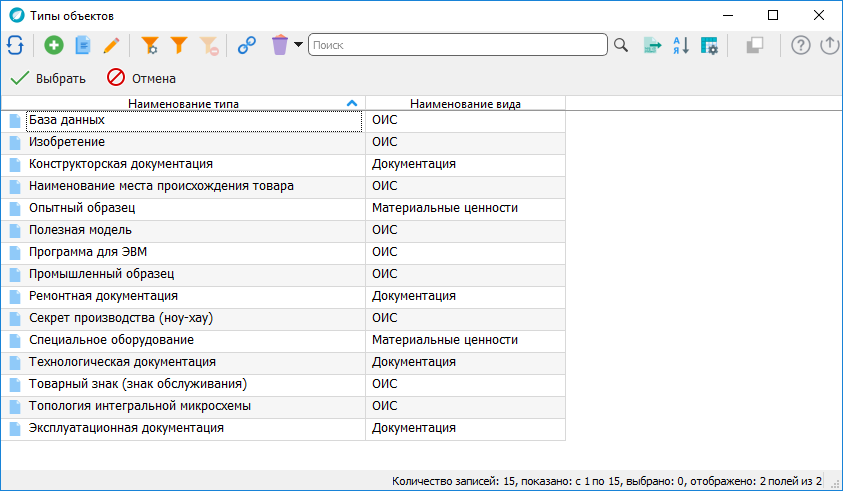 Типы объектов
Поиск
А Я
Выбрать Отмена
Наименование типа Наименование вида
База данных ОИС
Изобретение ОИС
Конструкторская документация Документация
Наименование места происхождения товара ОИС
Опытный образец Материальные ценности
Полезная модель ОИС
Программа для ЭВМ ОИС
Промышленный образец ОИС
Ремонтная документация Документация
Секрет производства (ноу-хау) ОИС
Специальное оборудование Материальные ценности
Технологическая документация Документация
Товарный знак (знак обслуживания) ОИС
Топология интегральной микросхемы ОИС
Эксплуатационная документация Документация
Количество записей: 15, показано: с 1 по 15, выбрано: 0, отображено: 2 полей из 2